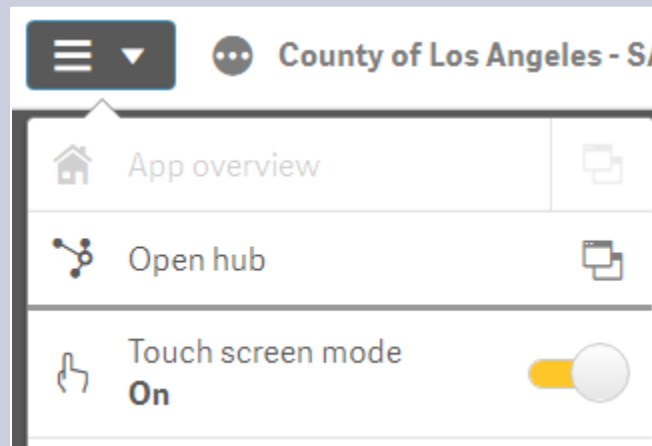 County of Los Angeles -
App overview
Open hub
Touch screen mode
On